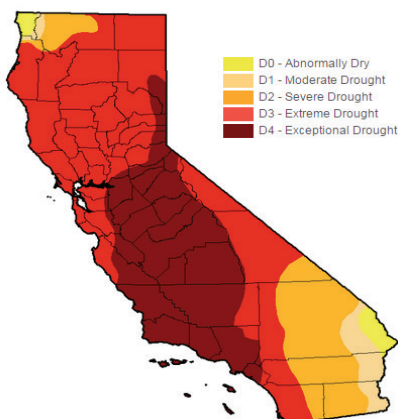 D0 - Abnormally Dry
D1 - Moderate Drought
D2 - Severe Drought
D3 - Extreme Drought
D4 - Exceptional Drought